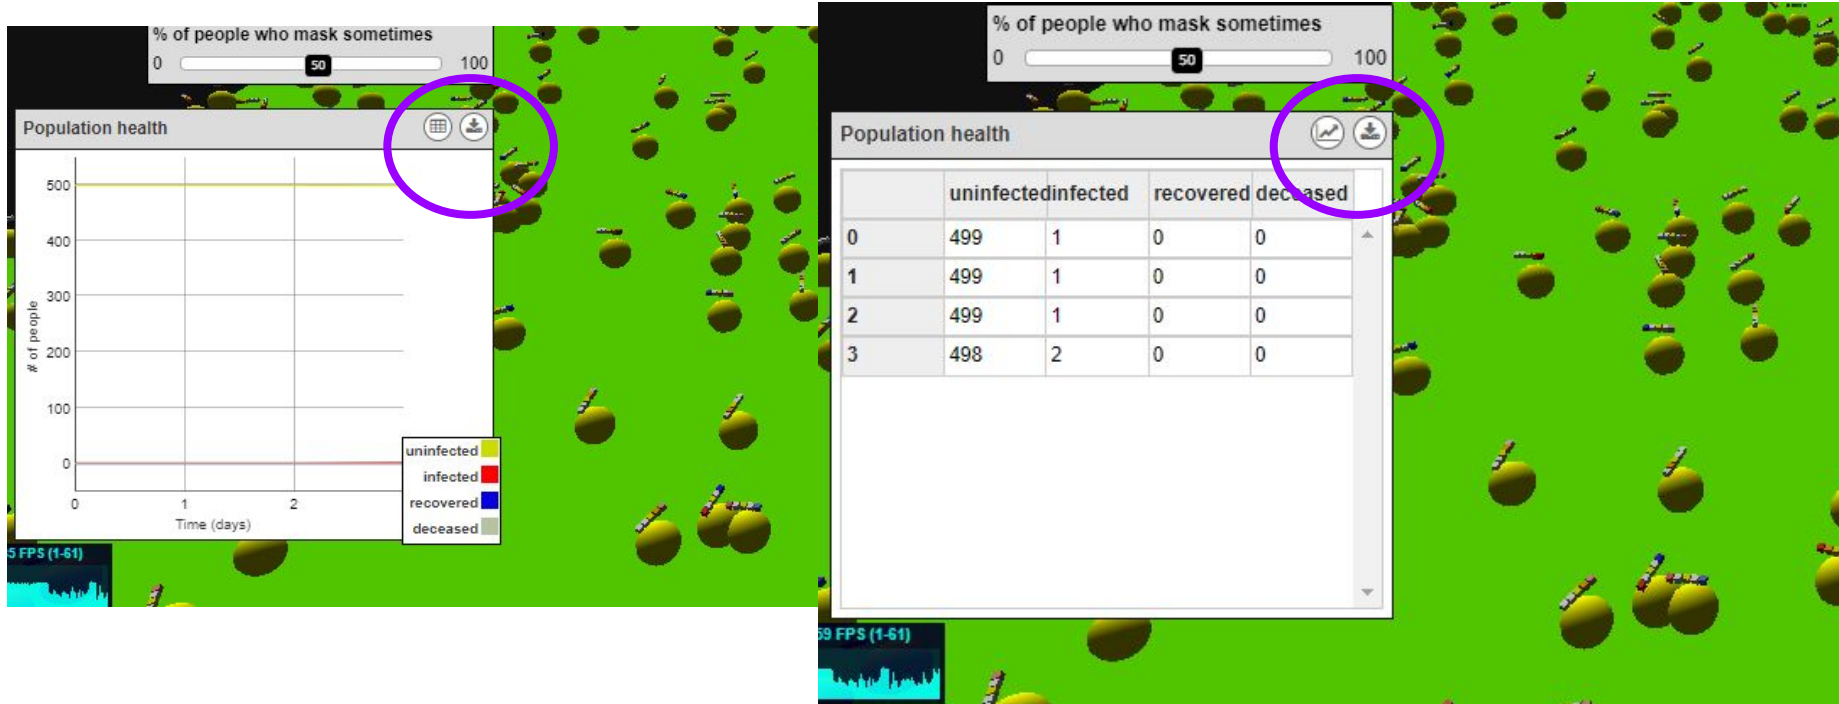 % of people who mask sometimes
0 50 100
Population health
500
400
300
200
100
0
# of people
0 1 2
Time (days)
uninfected
infected
recovered
deceased
5 FPS (1-61)
% of people who mask sometimes
0 50 100
Population health
uninfected infected recovered deceased
0 499 1 0 0
1 499 1 0 0
2 499 1 0 0
3 498 2 0 0
59 FPS (1-61)